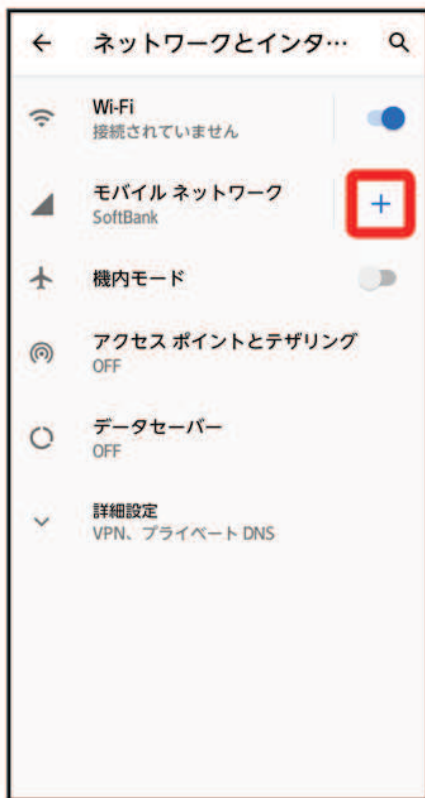 ネットワークとインタ…
Wi-Fi
接続されていません
モバイル ネットワーク
SoftBank
機内モード
アクセス ポイントとテザリング
OFF
データセーバー
OFF
詳細設定
VPN、プライベート DNS